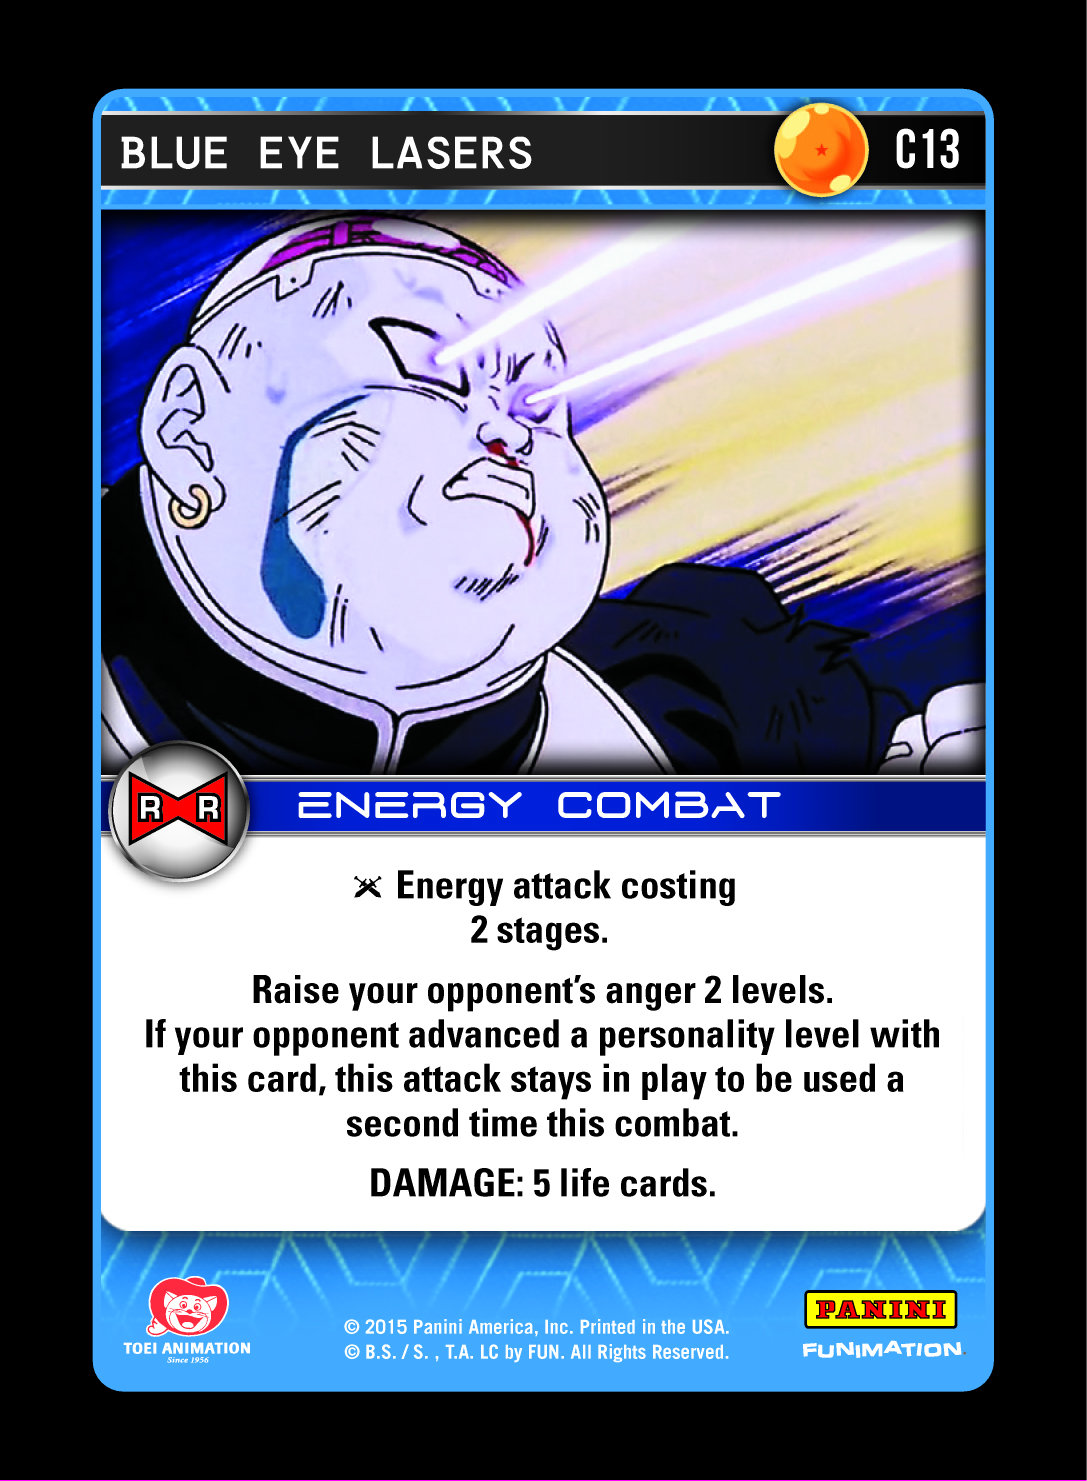 BLUE EYE LASERS
C13
R R
ENERGY COMBAT
Energy attack costing
2 stages.
Raise your opponent’s anger 2 levels.
If your opponent advanced a personality level with
this card, this attack stays in play to be used a
second time this combat.
DAMAGE: 5 life cards.
TOEI ANIMATION
Since 1956
© 2015 Panini America, Inc. Printed in the USA.
© B.S. / S. , T.A. LC by FUN. All Rights Reserved.
PANINI
FUNIMATION